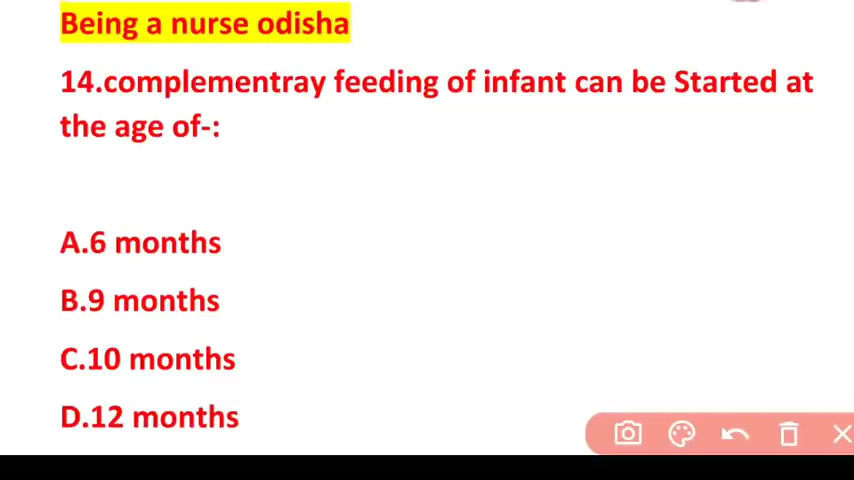 Being a nurse odisha
14.complementray feeding of infant can be Started at
the age of-:
A.6 months
B.9 months
C.10 months
D.12 months